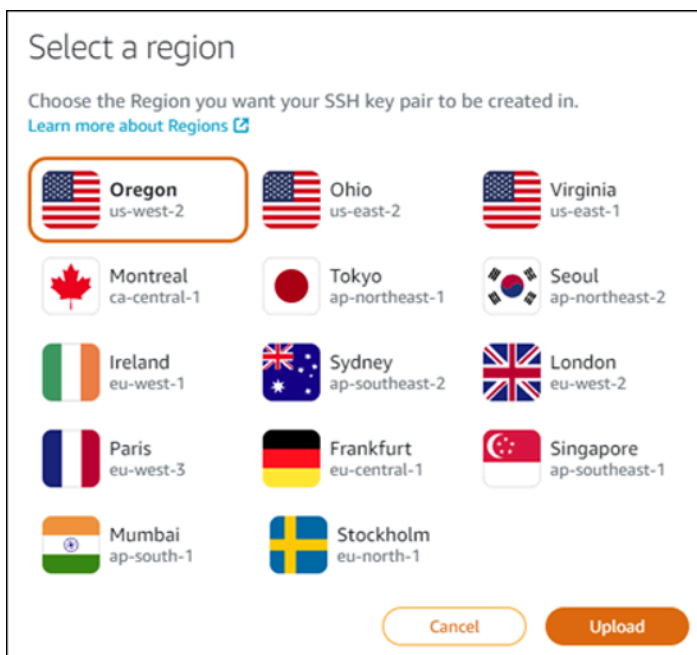 Select a region
Choose the Region you want your SSH key pair to be created in.
Learn more about Regions
Oregon
us-west-2
Ohio
us-east-2
Virginia
us-east-1
Montreal
ca-central-1
Tokyo
ap-northeast-1
Seoul
ap-northeast-2
Ireland
eu-west-1
Sydney
ap-southeast-2
London
eu-west-2
Paris
eu-west-3
Frankfurt
eu-central-1
Singapore
ap-southeast-1
Mumbai
ap-south-1
Stockholm
eu-north-1
Cancel
Upload